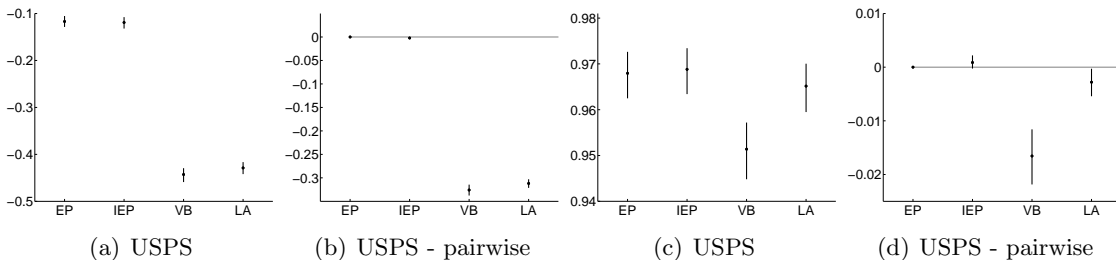 −0.1
−0.2
−0.3
−0.4
−0.5
EP IEP VB LA
(a) USPS
0
−0.05
−0.1
−0.15
−0.2
−0.25
−0.3
EP IEP VB LA
(b) USPS - pairwise
0.98
0.97
0.96
0.95
0.94
EP IEP VB LA
(c) USPS
0.01
0
−0.01
−0.02
EP IEP VB LA
(d) USPS - pairwise